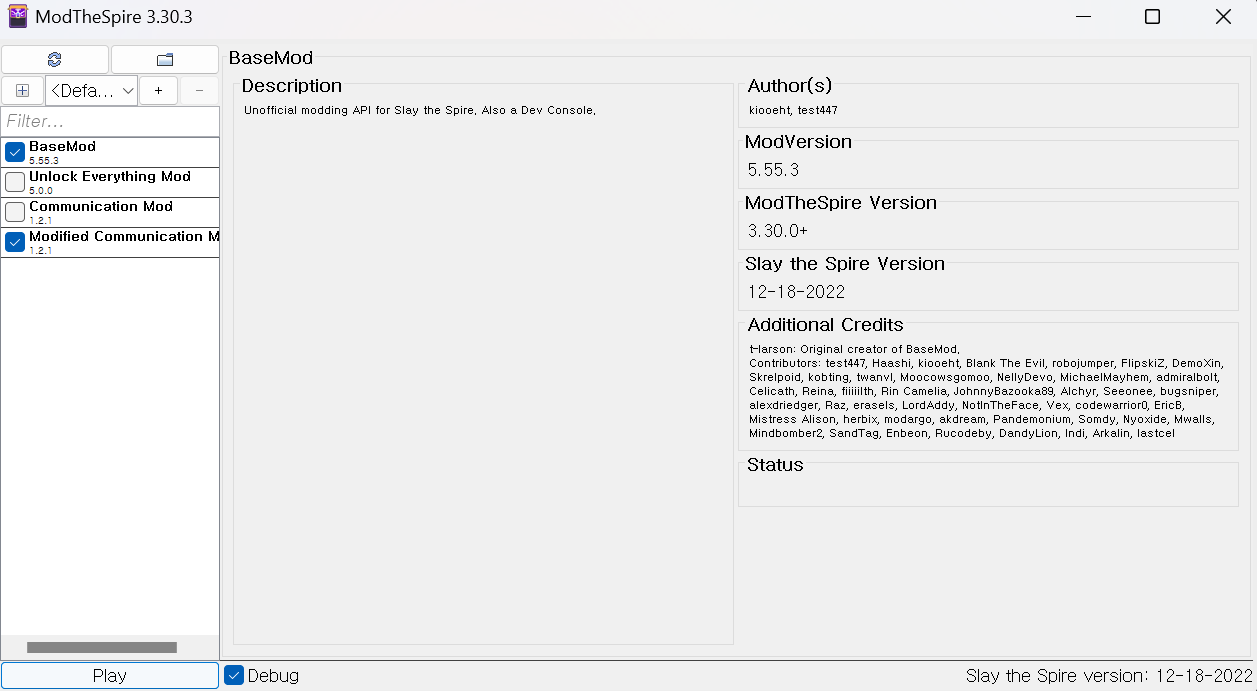 ModTheSpire 3.30.3
<Defa...
+
-
Filter...
BaseMod
5.55.3
Unlock Everything Mod
5.0.0
Communication Mod
1.2.1
Modified Communication M
1.2.1
Play
BaseMod
Description
Unofficial modding API for Slay the Spire. Also a Dev Console.
Author(s)
kiooeht, test447
ModVersion
5.55.3
ModTheSpire Version
3.30.0+
Slay the Spire Version
12-18-2022
Additional Credits
t-larson: Original creator of BaseMod.
Contributors: test447, Haashi, kiooeht, Blank The Evil, robojumper, FlipskiZ, DemoXin,
Skrelpoid, kobting, twanvl, Moocowsgomoo, NellyDevo, MichaelMayhem, admiralbolt,
Celicath, Reina, fiiiiilth, Rin Camelia, JohnnyBazooka89, Alchyr, Seeonee, bugsniper,
alexdriedger, Raz, erasels, LordAddy, NotInTheFace, Vex, codewarrior0, EricB,
Mistress Alison, herbix, modargo, akdream, Pandemonium, Somdy, Nyoxide, Mwalls,
Mindbomber2, SandTag, Enbeon, Rucodeby, DandyLion, Indi, Arkalin, lastcel
Status
Debug
Slay the Spire version: 12-18-2022